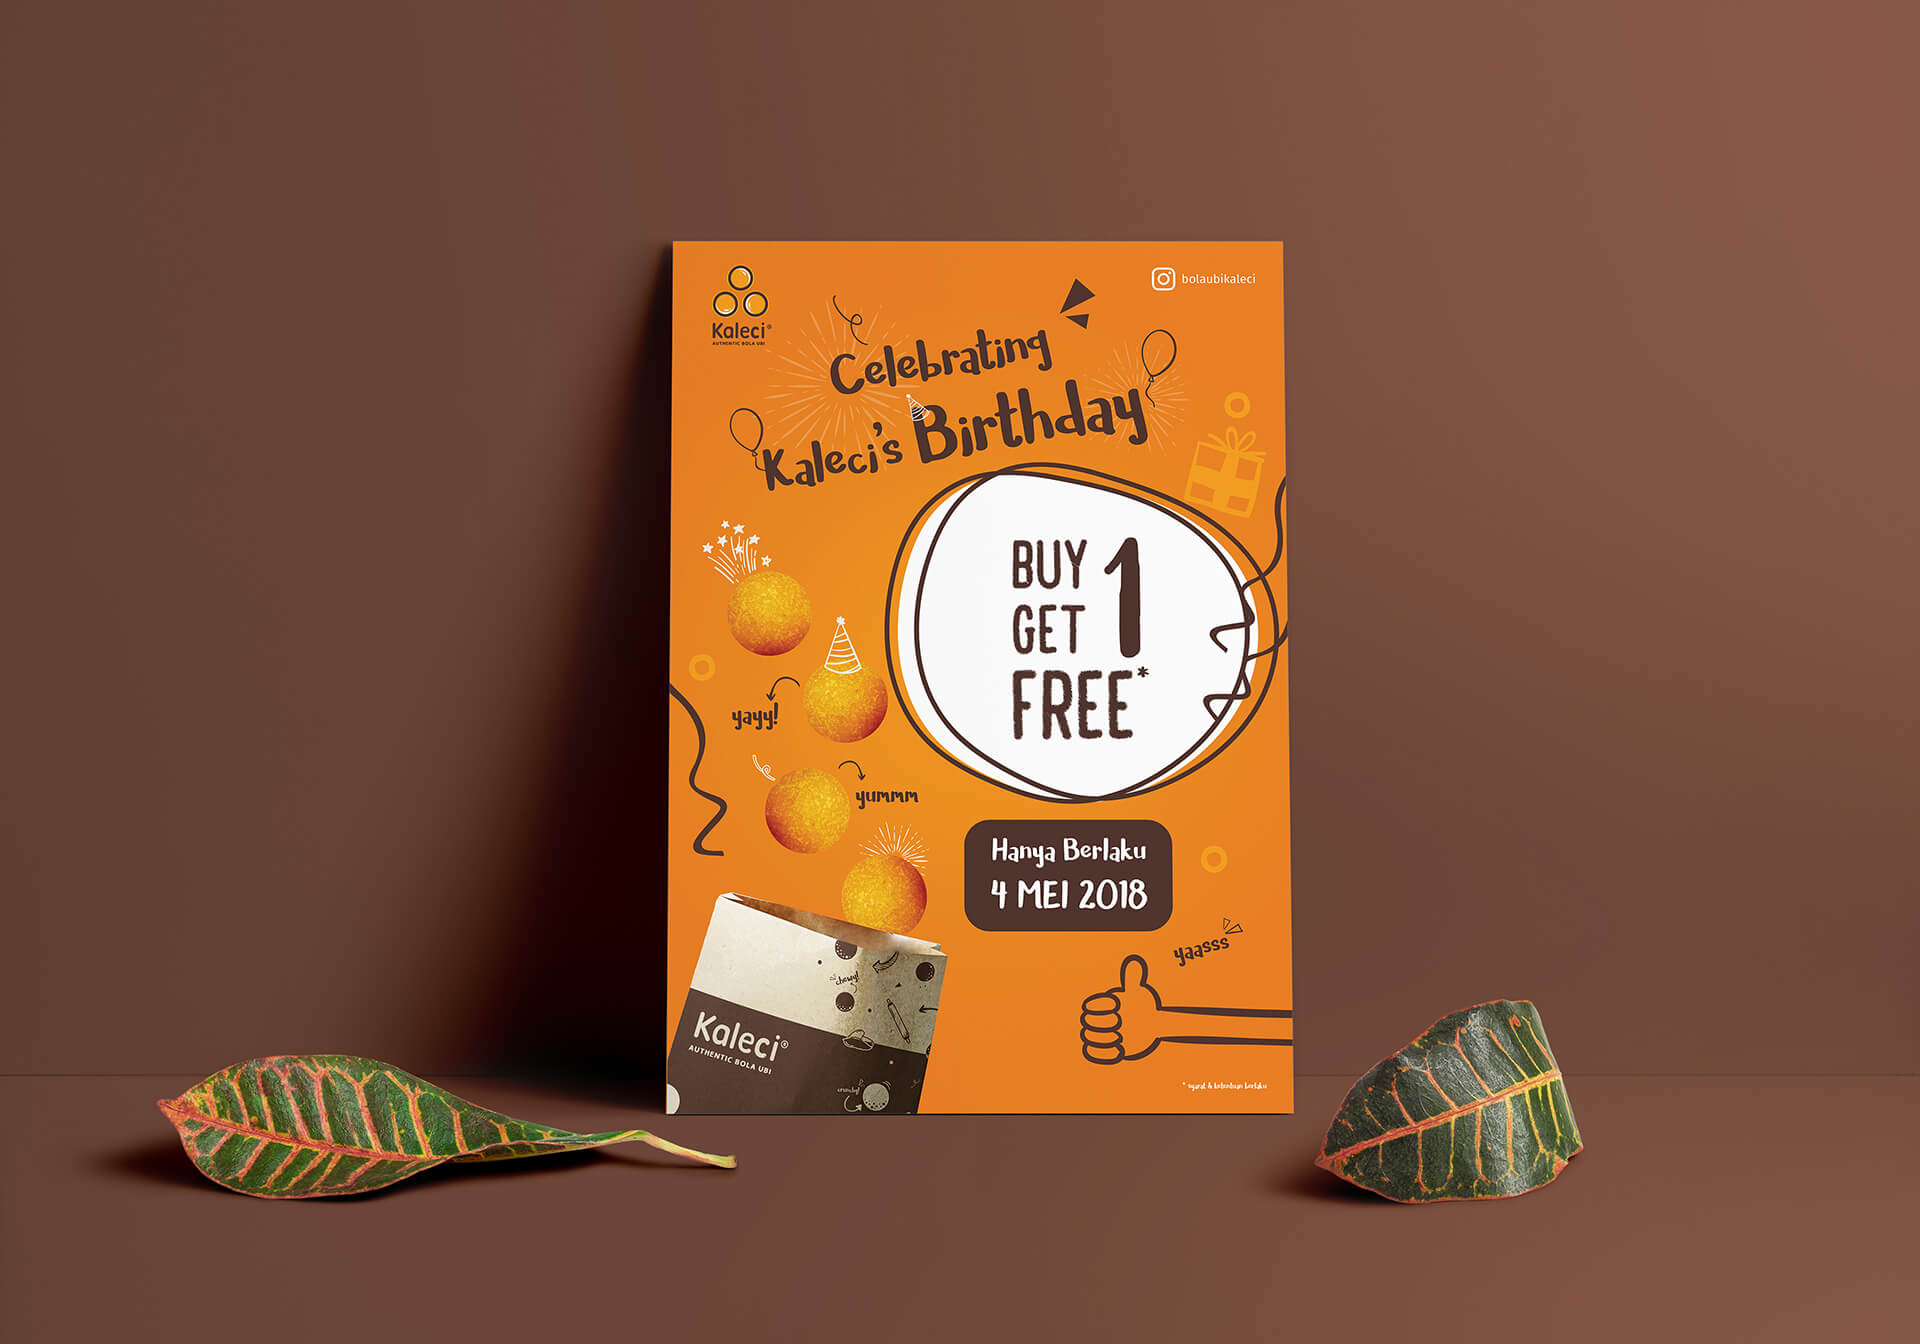 Kaleci®
AUTHENTIC BOLA UBI
bolaubikaleci
Celebrating
Kaleci's Birthday
BUY 1
GET
FREE*
yayy!
yummm
Hanya Berlaku
4 MEI 2018
yaasss
chewy!
Kaleci®
AUTHENTIC BOLA UBI
crunchy!
* syarat & ketentuan berlaku